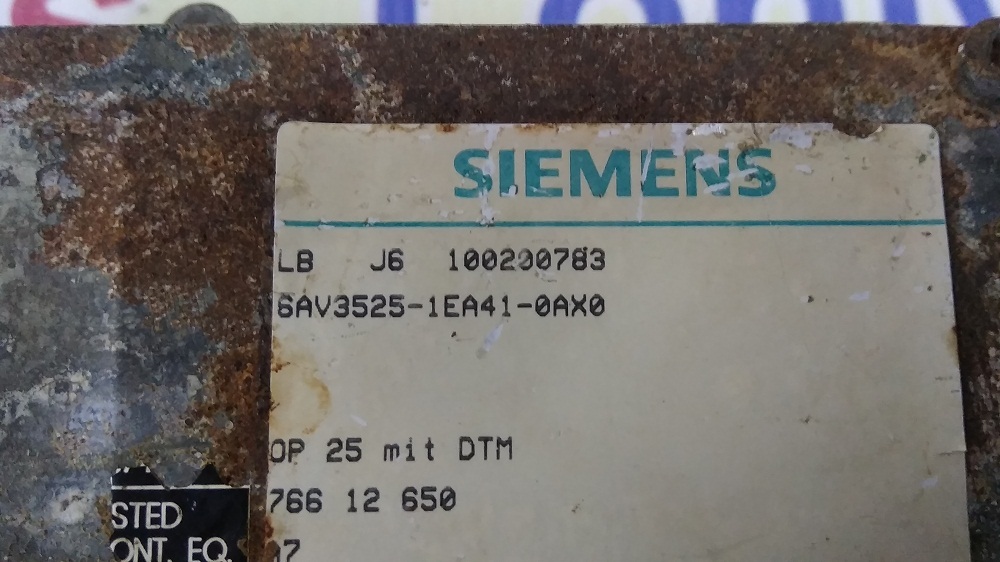 SIEMENS
LB J6 100200783
6AV3525-1EA41-0AX0
OP 25 mit DTM
766 12 650
STED
ONT. EQ.